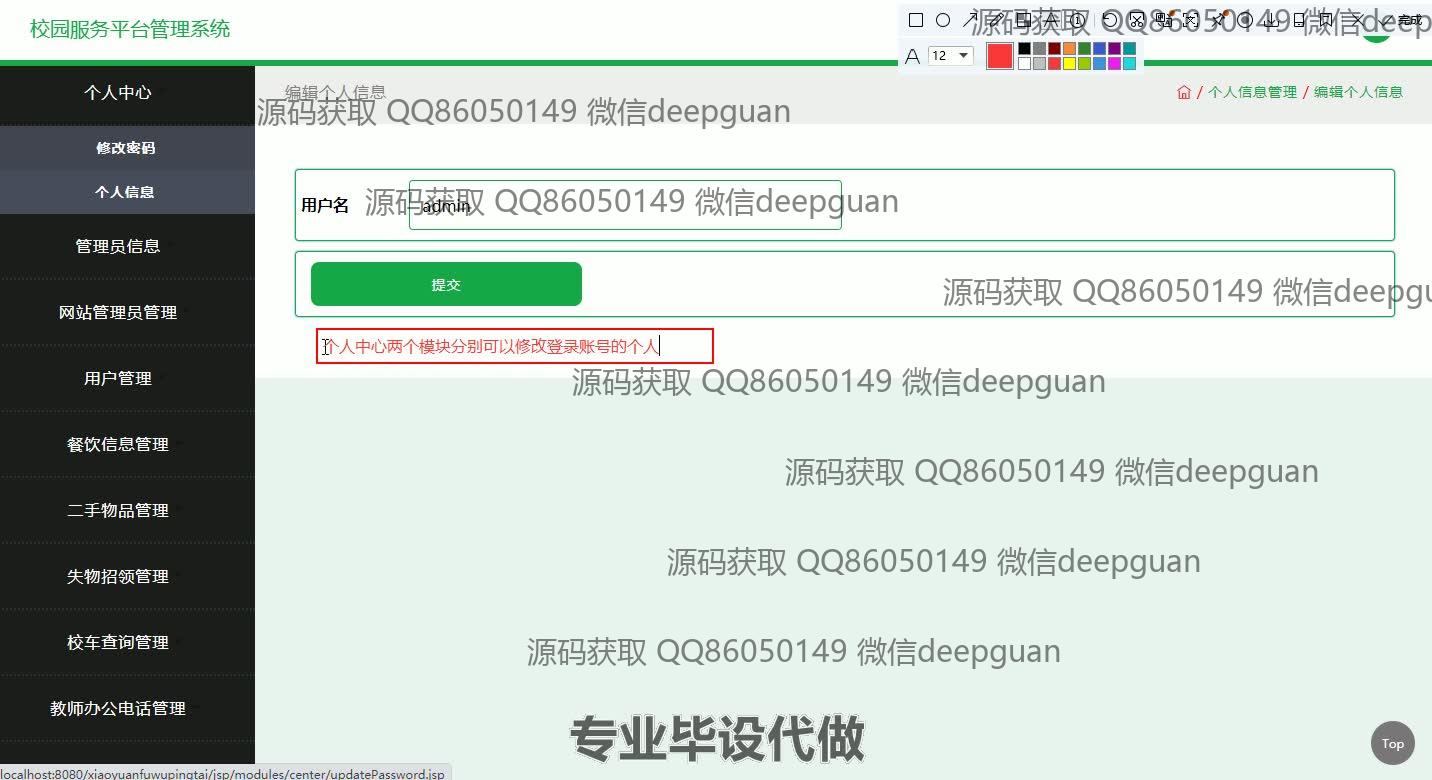 校园服务平台管理系统
源码获取 QQ86050149 微信deep
完成
12
个人中心
编辑个人信息
/ 个人信息管理 / 编辑个人信息
源码获取 QQ86050149 微信deepguan
修改密码
个人信息
用户名
admin
源码获取 QQ86050149 微信deepguan
管理员信息
提交
源码获取 QQ86050149 微信deepgu
网站管理员管理
个人中心两个模块分别可以修改登录账号的个人
用户管理
源码获取 QQ86050149 微信deepguan
餐饮信息管理
源码获取 QQ86050149 微信deepguan
二手物品管理
源码获取 QQ86050149 微信deepguan
失物招领管理
校车查询管理
源码获取 QQ86050149 微信deepguan
教师办公电话管理
专业毕设代做
Top
localhost:8080/xiaoyuanfuwupingtai/jsp/modules/center/updatePassword.jsp